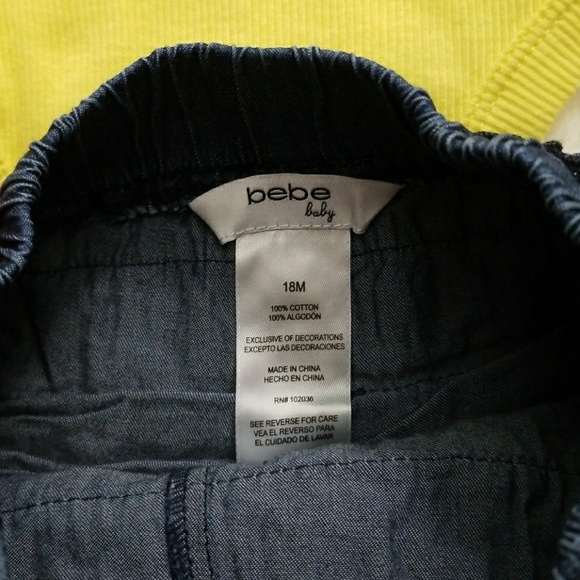 bebe
baby
18M
100% COTTON
100% ALGODÓN
EXCLUSIVE OF DECORATIONS
EXCEPTO LAS DECORACIONES
MADE IN CHINA
HECHO EN CHINA
RN# 102036
SEE REVERSE FOR CARE
VEA EL REVERSO PARA
EL CUIDADO DE LAVAR